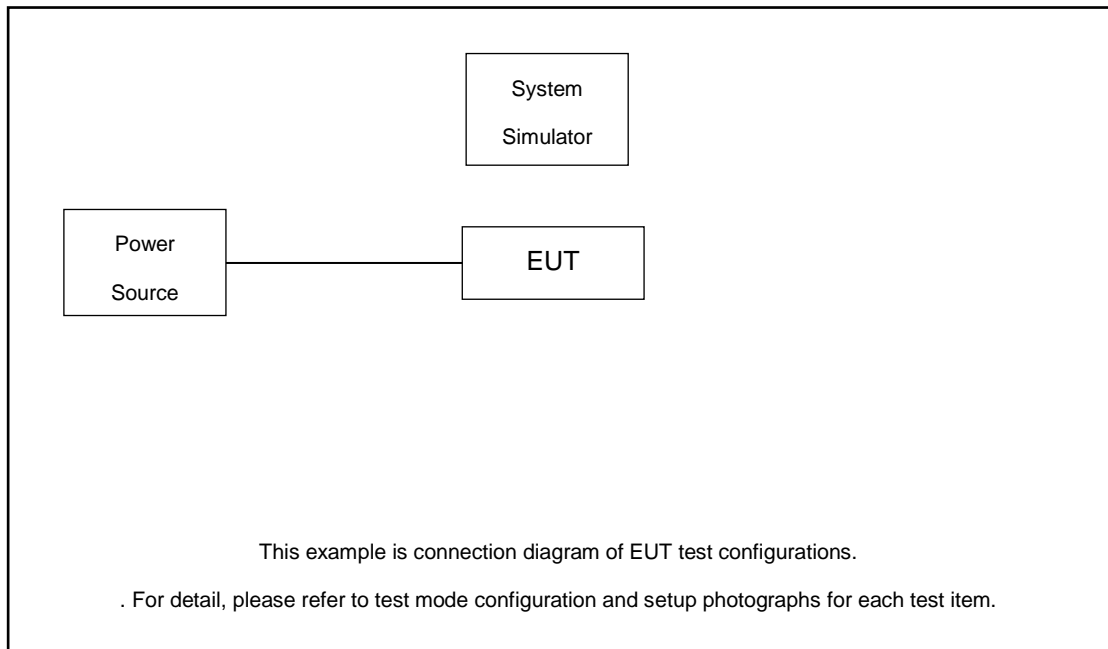 System
Simulator
Power
Source
EUT
This example is connection diagram of EUT test configurations.
. For detail, please refer to test mode configuration and setup photographs for each test item.